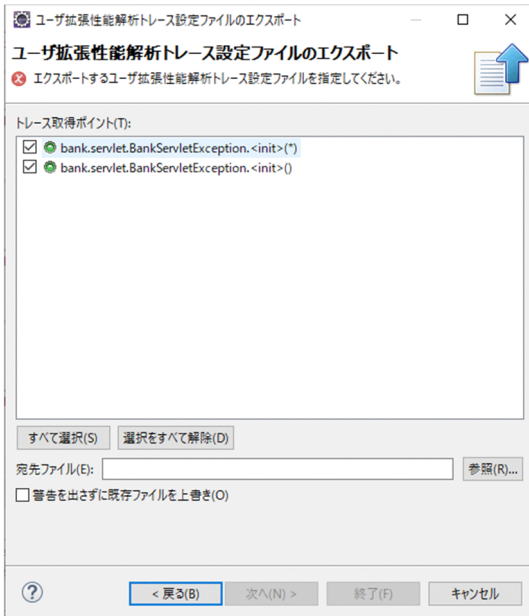 ユーザ拡張性能解析トレース設定ファイルのエクスポート
ユーザ拡張性能解析トレース設定ファイルのエクスポート
エクスポートするユーザ拡張性能解析トレース設定ファイルを指定してください。
トレース取得ポイント(T):
bank.servlet.BankServletException.<init>(*)
bank.servlet.BankServletException.<init>()
すべて選択(S) 選択をすべて解除(D)
宛先ファイル(E): 参照(R)...
警告を出さずに既存ファイルを上書き(O)
? < 戻る(B) 次へ(N) > 終了(F) キャンセル